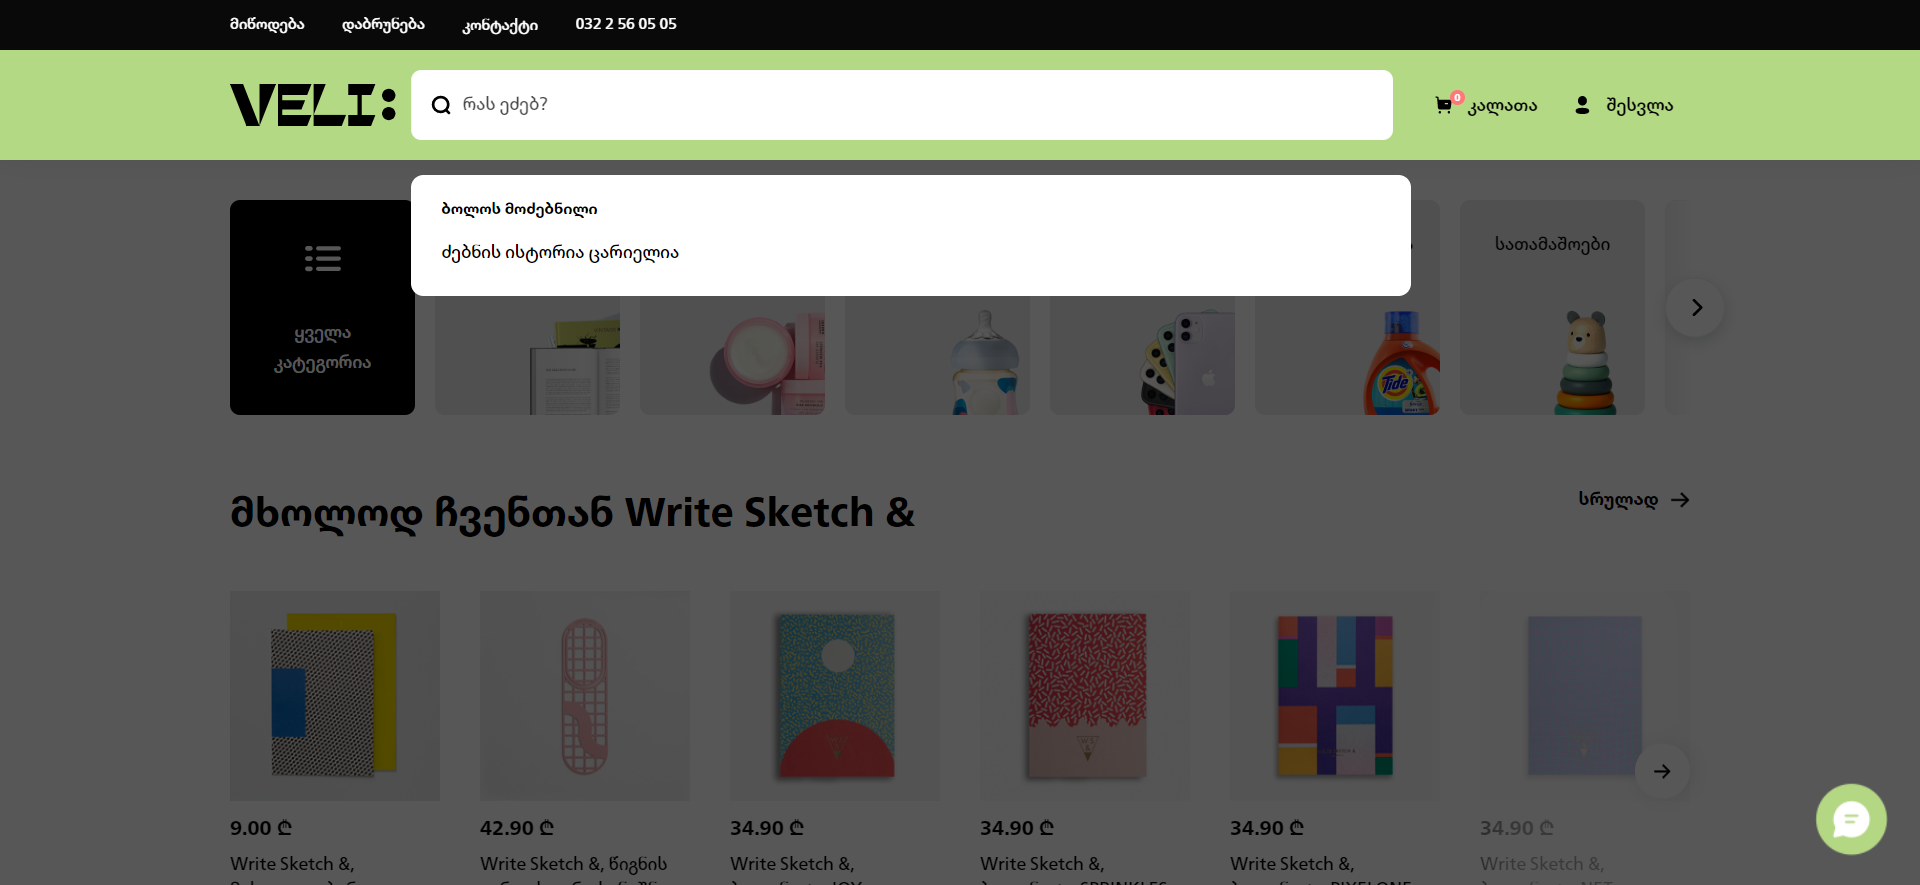 მიწოდება
დაბრუნება
კონტაქტი
032 2 56 05 05
VELI:
რას ეძებ?
0
კალათა
შესვლა
ბოლოს მოძებნილი
ძებნის ისტორია ცარიელია
ყველა
კატეგორია
სათამაშოები
Tide
მხოლოდ ჩვენთან Write Sketch &
სრულად
9.00 ₾
42.90 ₾
34.90 ₾
34.90 ₾
34.90 ₾
34.90 ₾
Write Sketch &,
Write Sketch &, წიგნის
Write Sketch &,
Write Sketch &,
Write Sketch &,
Write Sketch &,